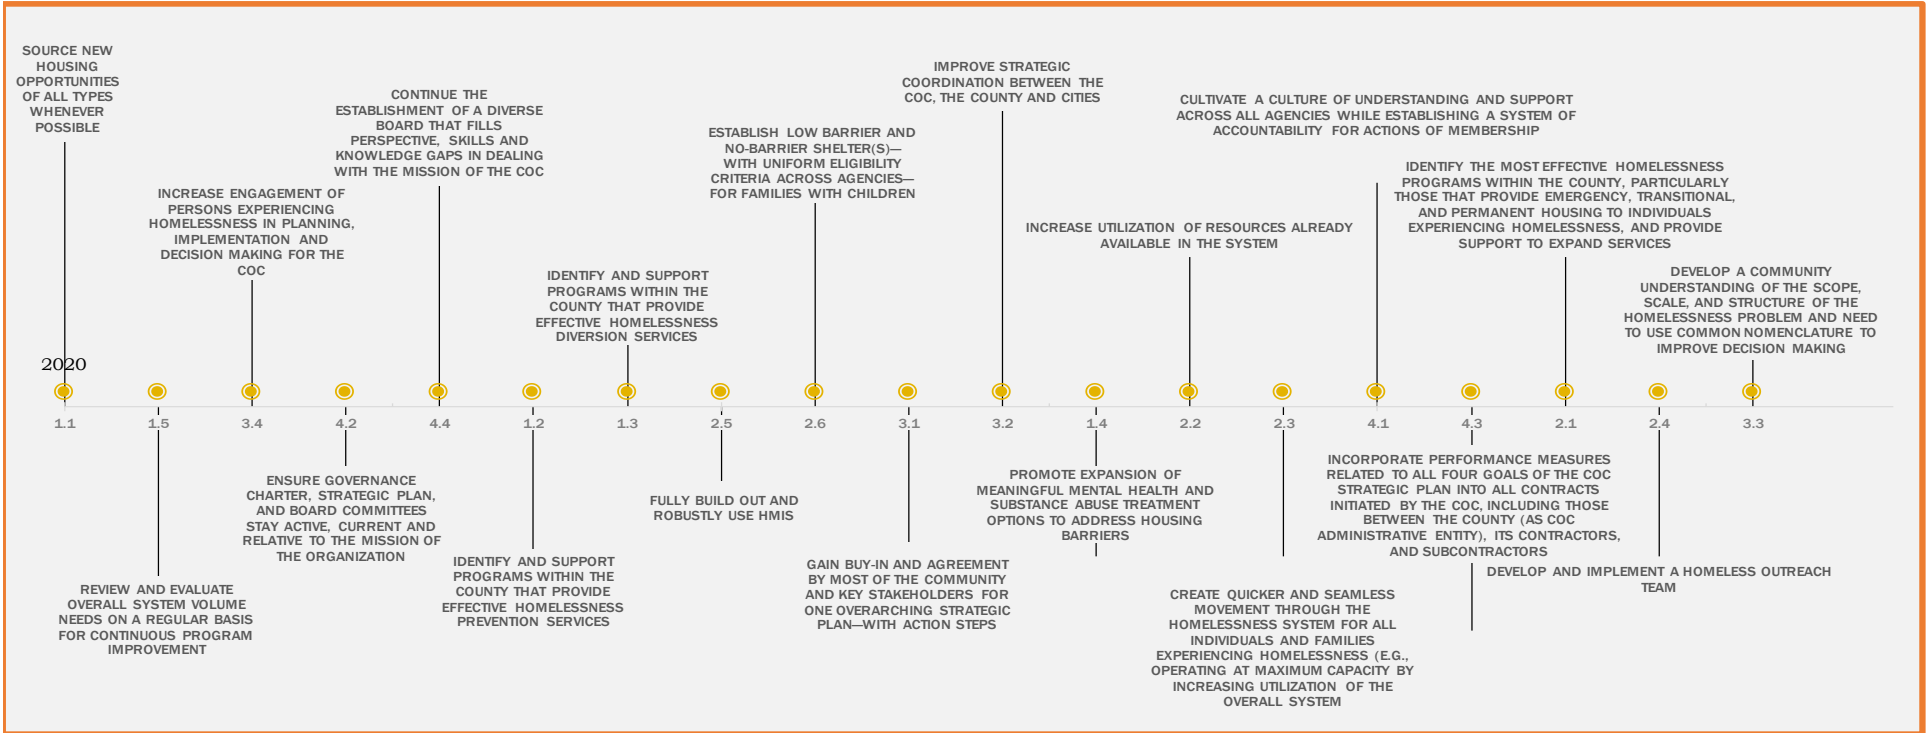 SOURCE NEW
HOUSING
OPPORTUNITIES
OF ALL TYPES
WHENEVER
POSSIBLE
INCREASE ENGAGEMENT OF
PERSONS EXPERIENCING
HOMELESSNESS IN PLANNING,
IMPLEMENTATION AND
DECISION MAKING FOR THE
COC
CONTINUE THE
ESTABLISHMENT OF A DIVERSE
BOARD THAT FILLS
PERSPECTIVE, SKILLS AND
KNOWLEDGE GAPS IN DEALING
WITH THE MISSION OF THE COC
IDENTIFY AND SUPPORT
PROGRAMS WITHIN THE
COUNTY THAT PROVIDE
EFFECTIVE HOMELESSNESS
DIVERSION SERVICES
ESTABLISH LOW BARRIER AND
NO-BARRIER SHELTER(S)—
WITH UNIFORM ELIGIBILITY
CRITERIA ACROSS AGENCIES—
FOR FAMILIES WITH CHILDREN
IMPROVE STRATEGIC
COORDINATION BETWEEN THE
COC, THE COUNTY AND CITIES
INCREASE UTILIZATION OF RESOURCES ALREADY
AVAILABLE IN THE SYSTEM
CULTIVATE A CULTURE OF UNDERSTANDING AND SUPPORT
ACROSS ALL AGENCIES WHILE ESTABLISHING A SYSTEM OF
ACCOUNTABILITY FOR ACTIONS OF MEMBERSHIP
IDENTIFY THE MOST EFFECTIVE HOMELESSNESS
PROGRAMS WITHIN THE COUNTY, PARTICULARLY
THOSE THAT PROVIDE EMERGENCY, TRANSITIONAL,
AND PERMANENT HOUSING TO INDIVIDUALS
EXPERIENCING HOMELESSNESS, AND PROVIDE
SUPPORT TO EXPAND SERVICES
DEVELOP A COMMUNITY
UNDERSTANDING OF THE SCOPE,
SCALE, AND STRUCTURE OF THE
HOMELESSNESS PROBLEM AND NEED
TO USE COMMON NOMENCLATURE TO
IMPROVE DECISION MAKING
2020
1.1 1.5 3.4 4.2 4.4 1.2 1.3 2.5 2.6 3.1 3.2 1.4 2.2 2.3 4.1 4.3 2.1 2.4 3.3
REVIEW AND EVALUATE
OVERALL SYSTEM VOLUME
NEEDS ON A REGULAR BASIS
FOR CONTINUOUS PROGRAM
IMPROVEMENT
ENSURE GOVERNANCE
CHARTER, STRATEGIC PLAN,
AND BOARD COMMITTEES
STAY ACTIVE, CURRENT AND
RELATIVE TO THE MISSION OF
THE ORGANIZATION
IDENTIFY AND SUPPORT
PROGRAMS WITHIN THE
COUNTY THAT PROVIDE
EFFECTIVE HOMELESSNESS
PREVENTION SERVICES
FULLY BUILD OUT AND
ROBUSTLY USE HMIS
GAIN BUY-IN AND AGREEMENT
BY MOST OF THE COMMUNITY
AND KEY STAKEHOLDERS FOR
ONE OVERARCHING STRATEGIC
PLAN—WITH ACTION STEPS
PROMOTE EXPANSION OF
MEANINGFUL MENTAL HEALTH AND
SUBSTANCE ABUSE TREATMENT
OPTIONS TO ADDRESS HOUSING
BARRIERS
CREATE QUICKER AND SEAMLESS
MOVEMENT THROUGH THE
HOMELESSNESS SYSTEM FOR ALL
INDIVIDUALS AND FAMILIES
EXPERIENCING HOMELESSNESS (E.G.,
OPERATING AT MAXIMUM CAPACITY BY
INCREASING UTILIZATION OF THE
OVERALL SYSTEM
INCORPORATE PERFORMANCE MEASURES
RELATED TO ALL FOUR GOALS OF THE COC
STRATEGIC PLAN INTO ALL CONTRACTS
INITIATED BY THE COC, INCLUDING THOSE
BETWEEN THE COUNTY (AS COC
ADMINISTRATIVE ENTITY), ITS CONTRACTORS,
AND SUBCONTRACTORS
DEVELOP AND IMPLEMENT A HOMELESS OUTREACH
TEAM